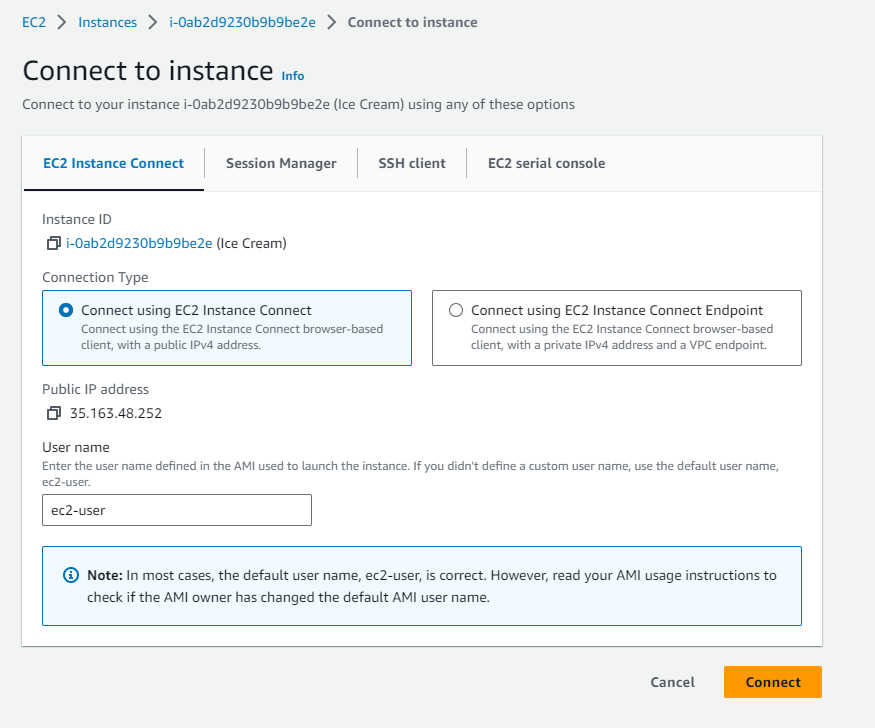 EC2 > Instances > i-0ab2d9230b9b9be2e > Connect to instance
Connect to instance Info
Connect to your instance i-0ab2d9230b9b9be2e (Ice Cream) using any of these options
EC2 Instance Connect
Session Manager
SSH client
EC2 serial console
Instance ID
i-0ab2d9230b9b9be2e (Ice Cream)
Connection Type
Connect using EC2 Instance Connect
Connect using the EC2 Instance Connect browser-based
client, with a public IPv4 address.
Connect using EC2 Instance Connect Endpoint
Connect using the EC2 Instance Connect browser-based
client, with a private IPv4 address and a VPC endpoint.
Public IP address
35.163.48.252
User name
Enter the user name defined in the AMI used to launch the instance. If you didn't define a custom user name, use the default user name,
ec2-user.
ec2-user
Note: In most cases, the default user name, ec2-user, is correct. However, read your AMI usage instructions to
check if the AMI owner has changed the default AMI user name.
Cancel
Connect